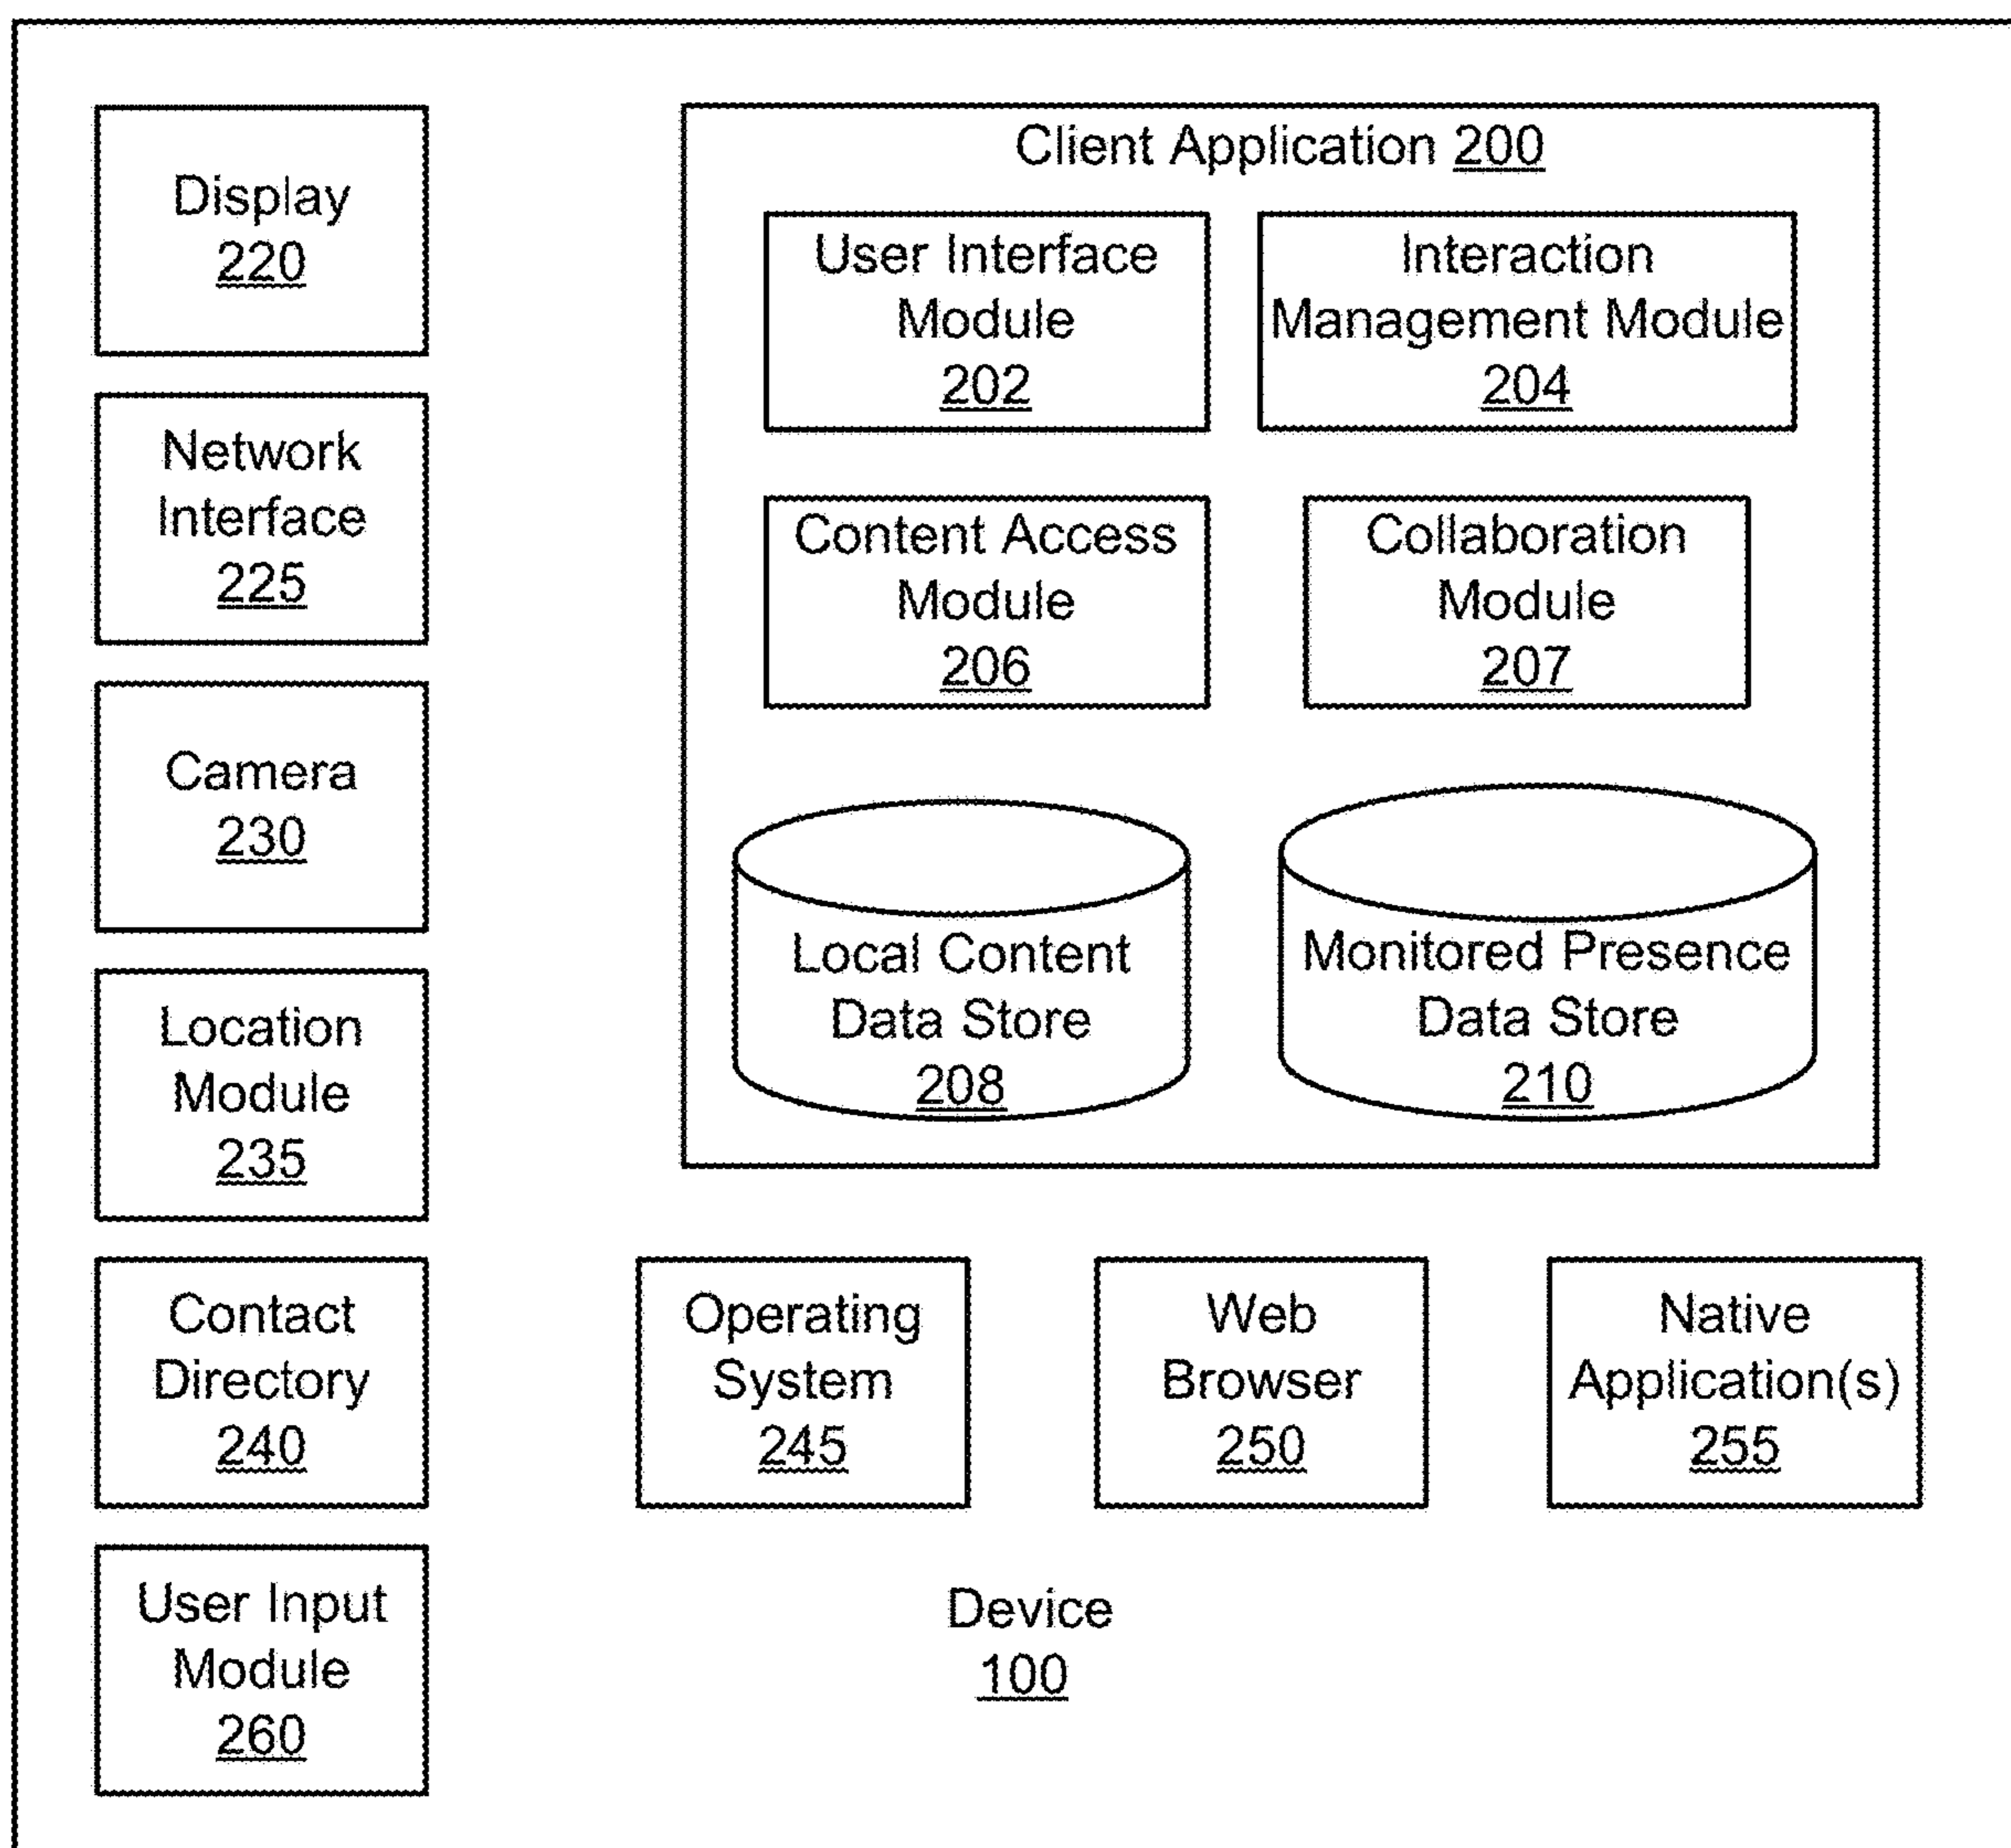 Display
220
Network
Interface
225
Camera
230
Location
Module
235
Contact
Directory
240
User Input
Module
260
Client Application 200
User Interface
Module
202
Interaction
Management Module
204
Content Access
Module
206
Collaboration
Module
207
Local Content
Data Store
208
Monitored Presence
Data Store
210
Operating
System
245
Web
Browser
250
Native
Application(s)
255
Device
100